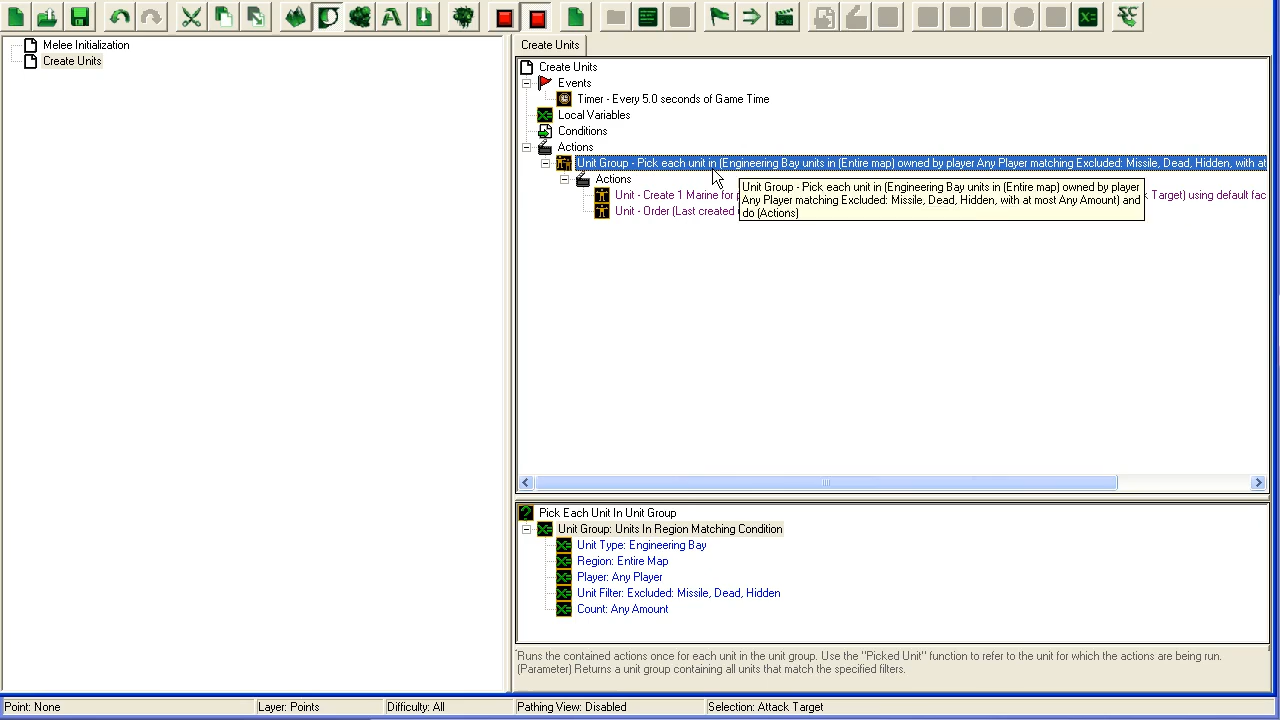 Melee Initialization
Create Units
Create Units
Create Units
Events
Timer - Every 5.0 seconds of Game Time
Local Variables
Conditions
Actions
Unit Group - Pick each unit in (Engineering Bay units in (Entire map) owned by player Any Player matching Excluded: Missile, Dead, Hidden, with at
Actions
Unit - Create 1 Marine for
Target) using default fac
Unit - Order (Last created
Unit Group - Pick each unit in (Engineering Bay units in (Entire map) owned by player
Any Player matching Excluded: Missile, Dead, Hidden, with at most Any Amount) and
do (Actions)
Pick Each Unit In Unit Group
Unit Group: Units In Region Matching Condition
Unit Type: Engineering Bay
Region: Entire Map
Player: Any Player
Unit Filter: Excluded: Missile, Dead, Hidden
Count: Any Amount
Runs the contained actions once for each unit in the unit group. Use the "Picked Unit" function to refer to the unit for which the actions are being run.
(Parameter) Returns a unit group containing all units that match the specified filters.
Point: None
Layer: Points
Difficulty: All
Pathing View: Disabled
Selection: Attack Target